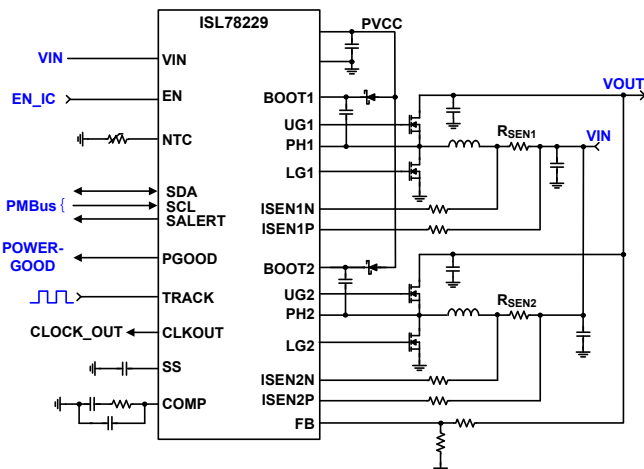 ISL78229
PVCC
VIN
VIN
VOUT
EN_IC
EN
BOOT1
NTC
UG1
RSEN1
VIN
PH1
LG1
PMBus {
SDA
SCL
SALERT
ISEN1N
ISEN1P
POWER-
GOOD
PGOOD
BOOT2
TRACK
UG2
RSEN2
PH2
CLOCK_OUT
CLKOUT
LG2
SS
ISEN2N
COMP
ISEN2P
FB